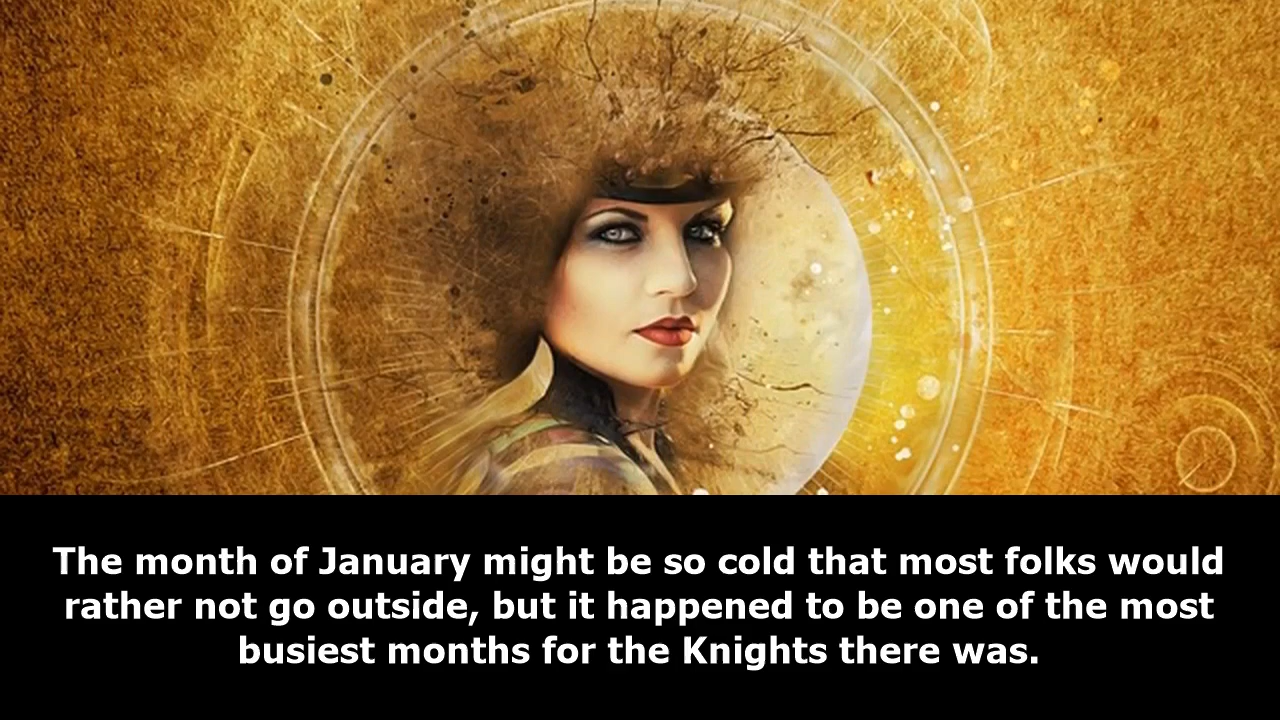 The month of January might be so cold that most folks would
rather not go outside, but it happened to be one of the most
busiest months for the Knights there was.